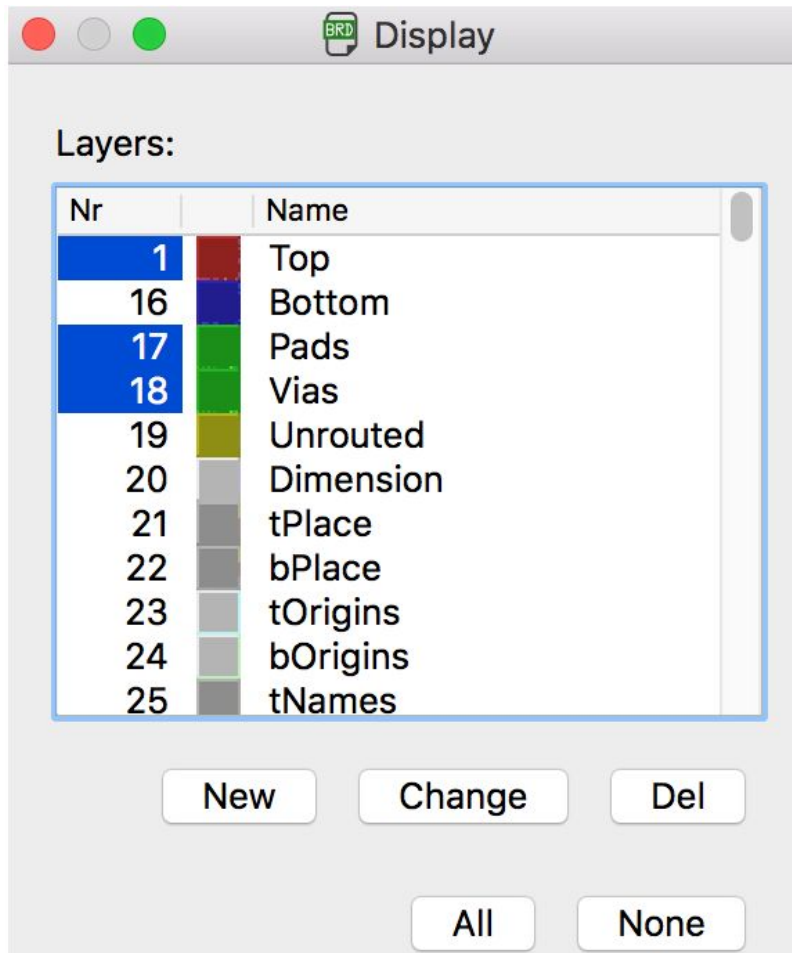 BRD Display
Layers:
Nr Name
1 Top
16 Bottom
17 Pads
18 Vias
19 Unrouted
20 Dimension
21 tPlace
22 bPlace
23 tOrigins
24 bOrigins
25 tNames
New Change Del
All None